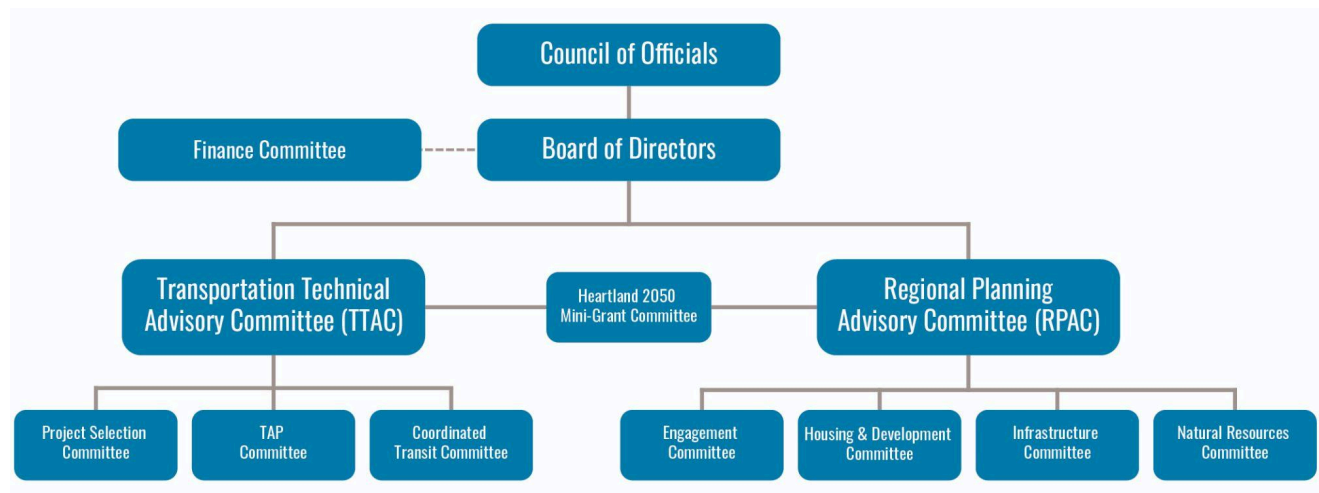 Council of Officials
Finance Committee
Board of Directors
Transportation Technical
Advisory Committee (TTAC)
Heartland 2050
Mini-Grant Committee
Regional Planning
Advisory Committee (RPAC)
Project Selection
Committee
TAP
Committee
Coordinated
Transit Committee
Engagement
Committee
Housing & Development
Committee
Infrastructure
Committee
Natural Resources
Committee